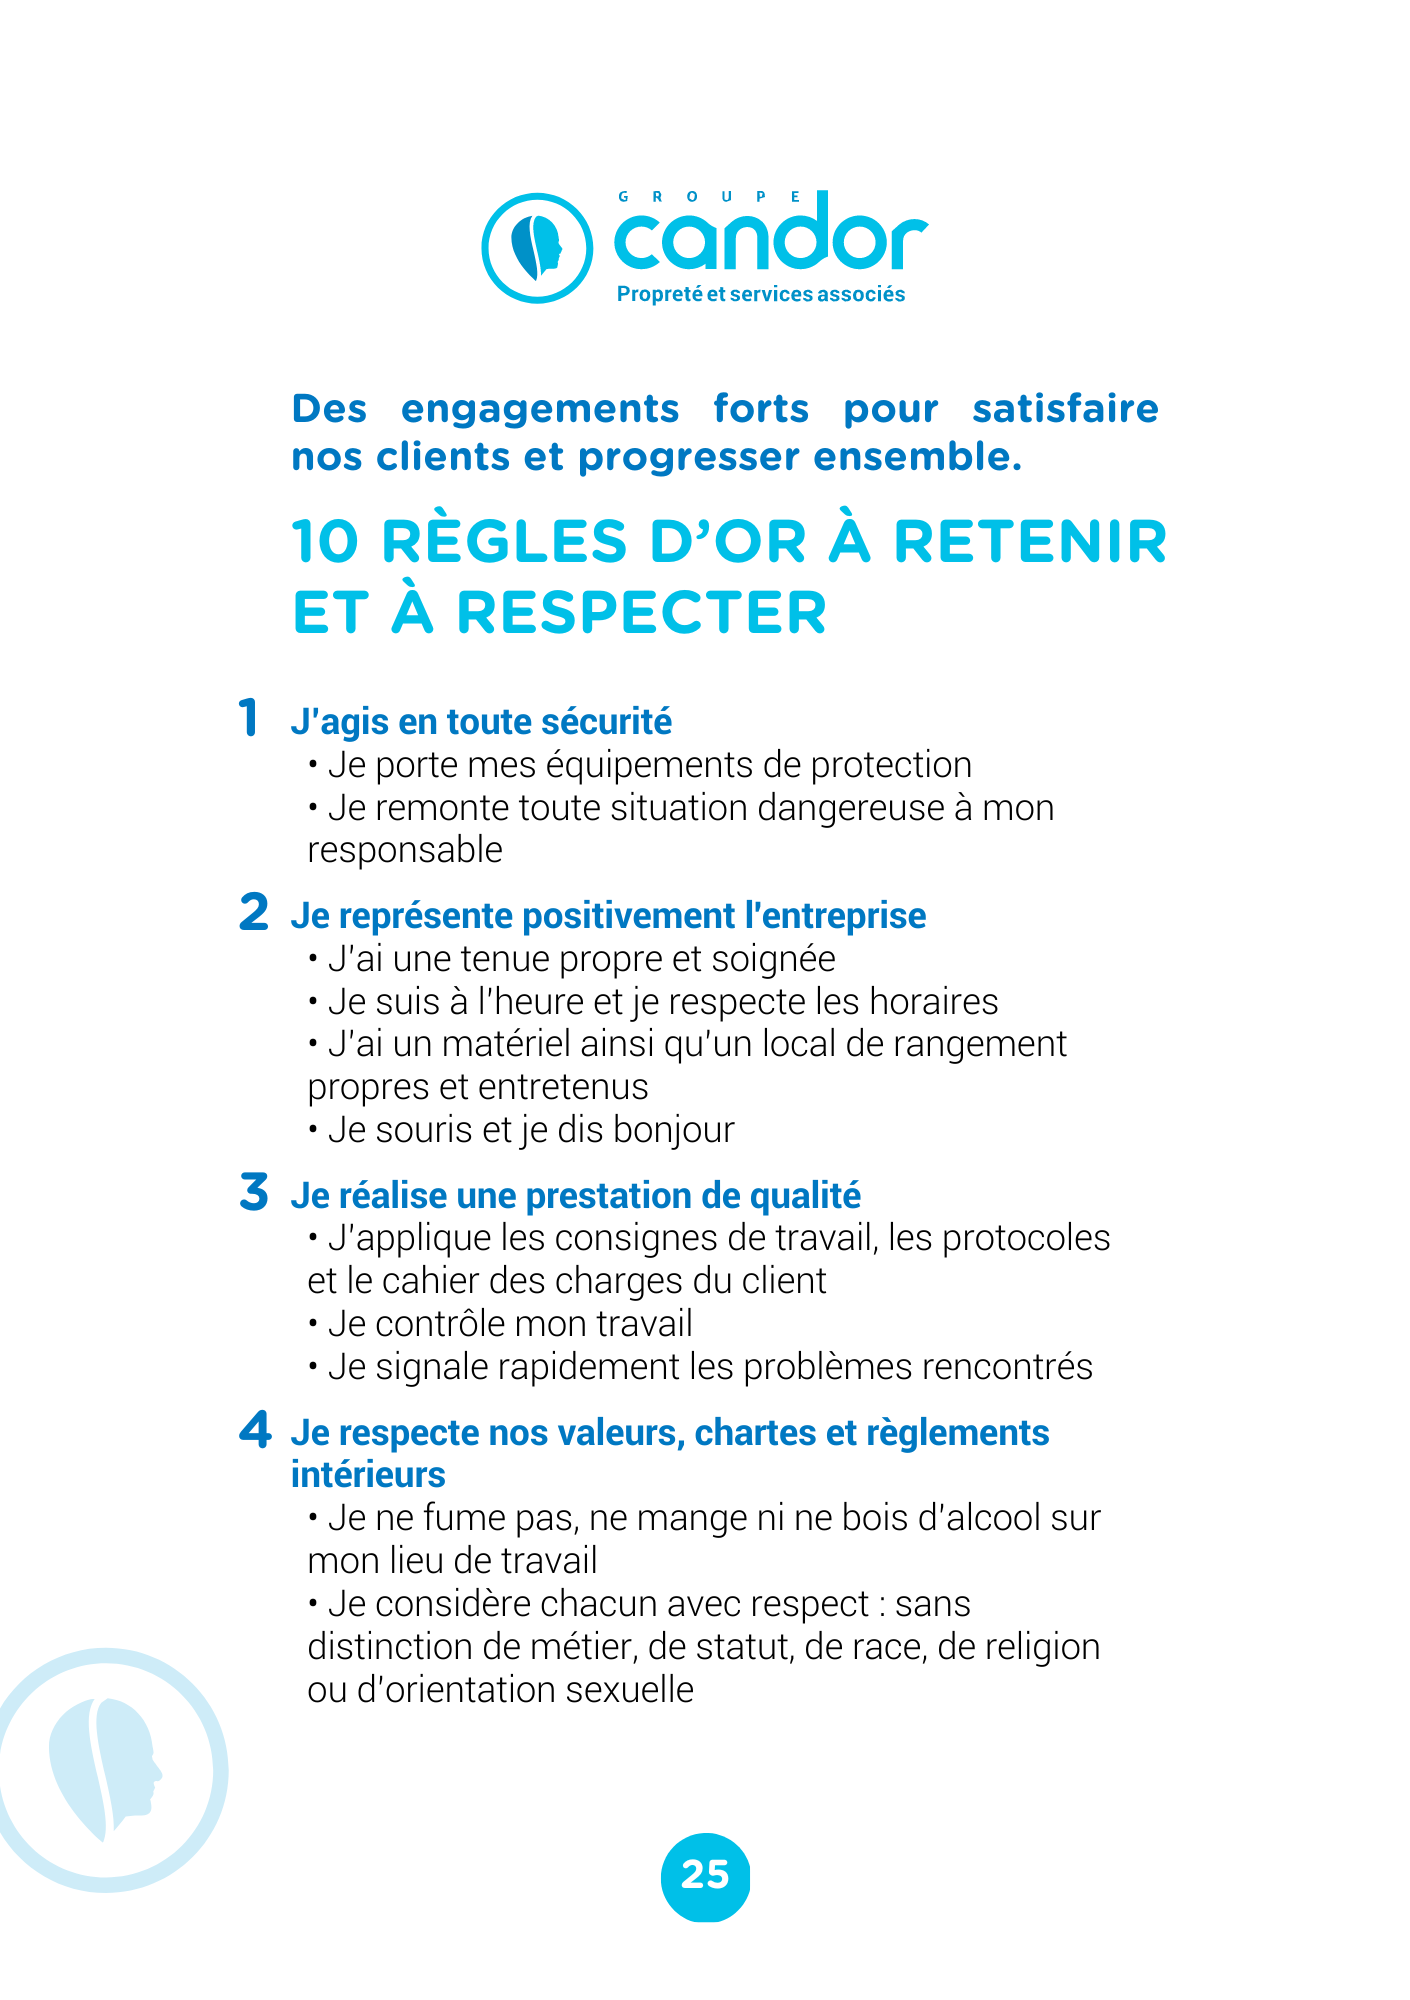 GROUPE
candor
Propreté et services associés
Des engagements forts pour satisfaire
nos clients et progresser ensemble.
10 RÈGLES D’OR À RETENIR
ET À RESPECTER
1 J'agis en toute sécurité
• Je porte mes équipements de protection
• Je remonte toute situation dangereuse à mon
responsable
2 Je représente positivement l'entreprise
• J'ai une tenue propre et soignée
• Je suis à l'heure et je respecte les horaires
• J'ai un matériel ainsi qu'un local de rangement
propres et entretenus
• Je souris et je dis bonjour
3 Je réalise une prestation de qualité
• J'applique les consignes de travail, les protocoles
et le cahier des charges du client
• Je contrôle mon travail
• Je signale rapidement les problèmes rencontrés
4 Je respecte nos valeurs, chartes et règlements
intérieurs
• Je ne fume pas, ne mange ni ne bois d'alcool sur
mon lieu de travail
• Je considère chacun avec respect : sans
distinction de métier, de statut, de race, de religion
ou d'orientation sexuelle
25